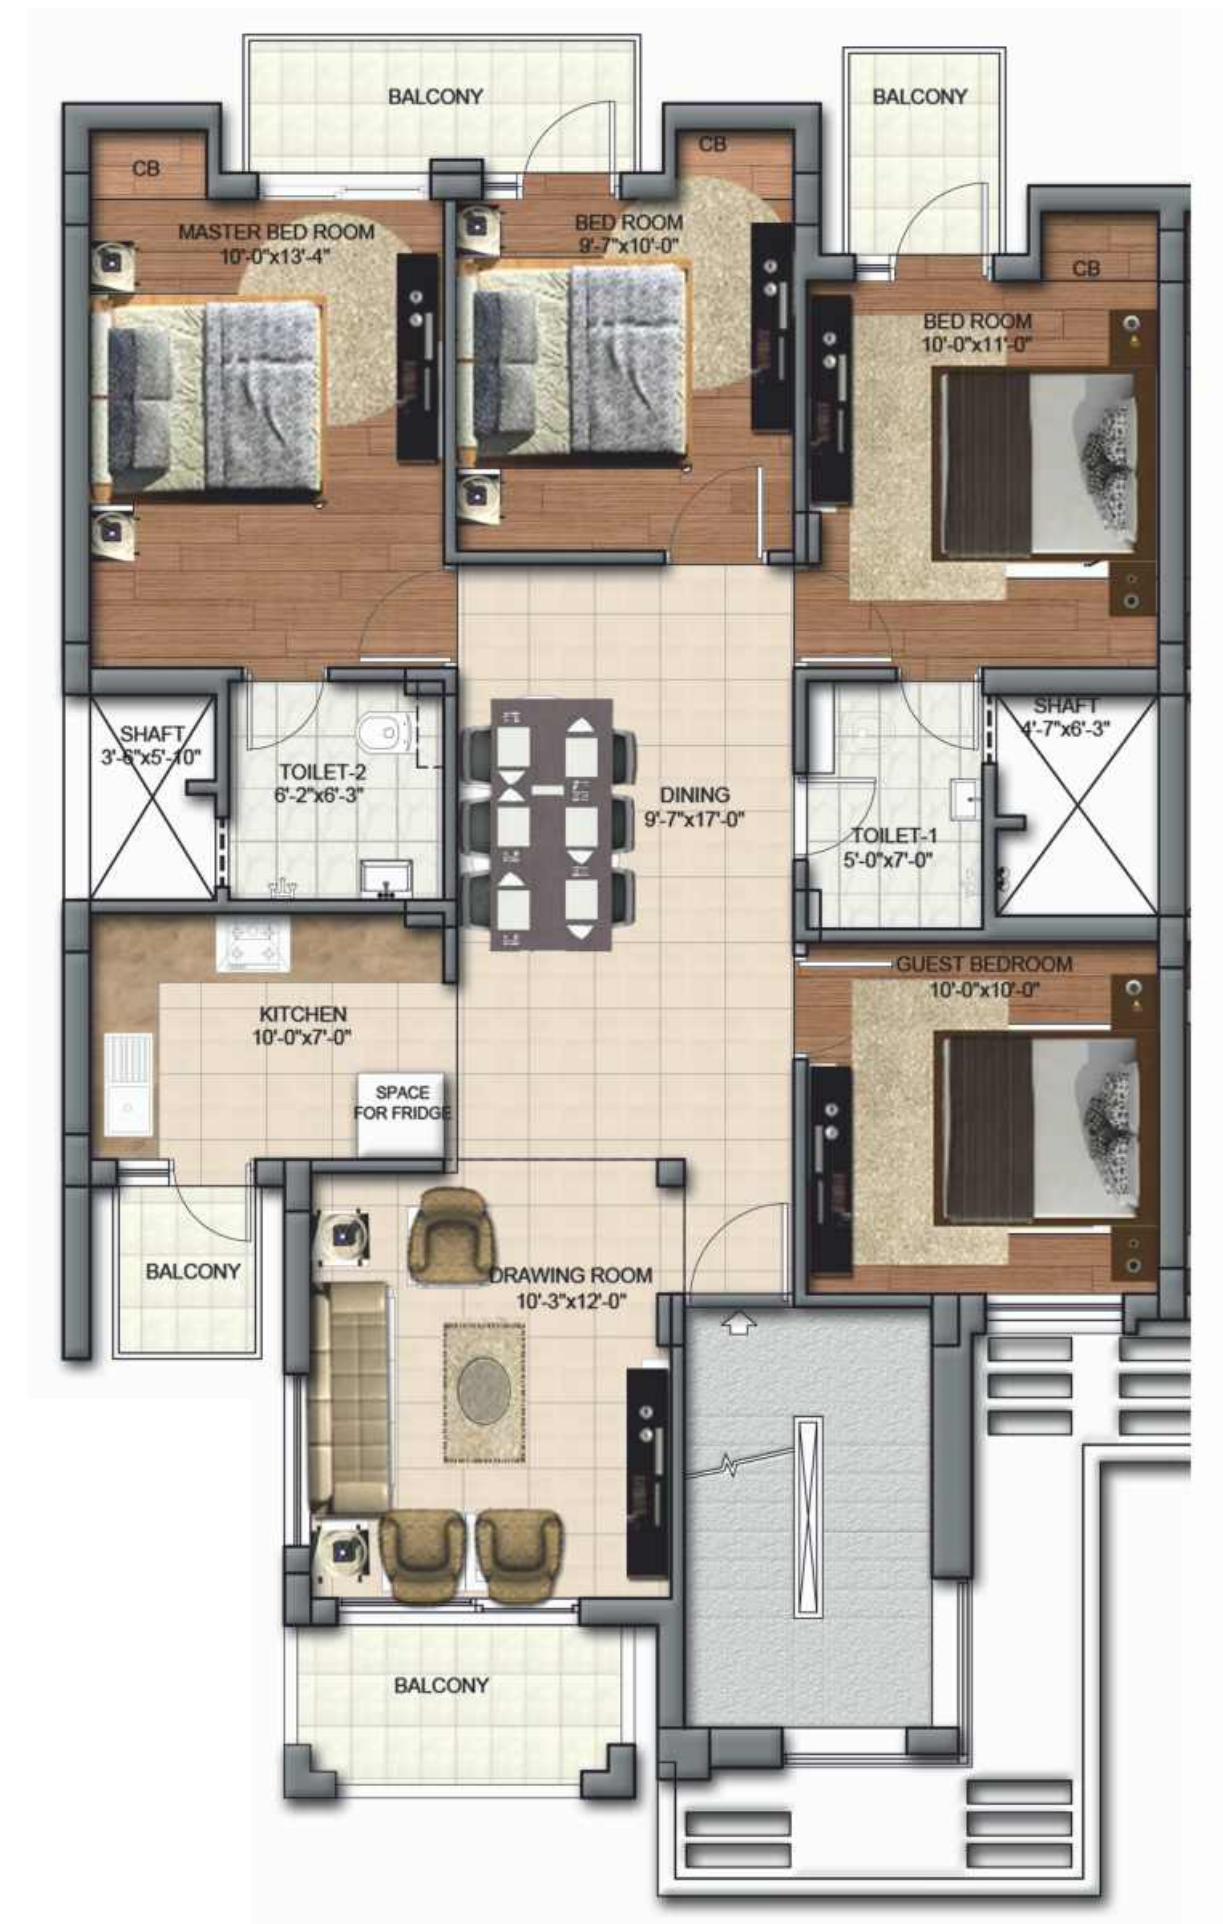 BALCONY
BALCONY
CB
CB
MASTER BED ROOM
10'-0"x13'-4"
BED ROOM
9'-7"x10'-0"
CB
BED ROOM
10'-0"x11'-0"
SHAFT
3'-6"x5'-10"
TOILET-2
6'-2"x6'-3"
DINING
9'-7"x17'-0"
SHAFT
4'-7"x6'-3"
TOILET-1
5'-0"x7'-0"
GUEST BEDROOM
10'-0"x10'-0"
KITCHEN
10'-0"x7'-0"
SPACE
FOR FRIDGE
BALCONY
DRAWING ROOM
10'-3"x12'-0"
BALCONY